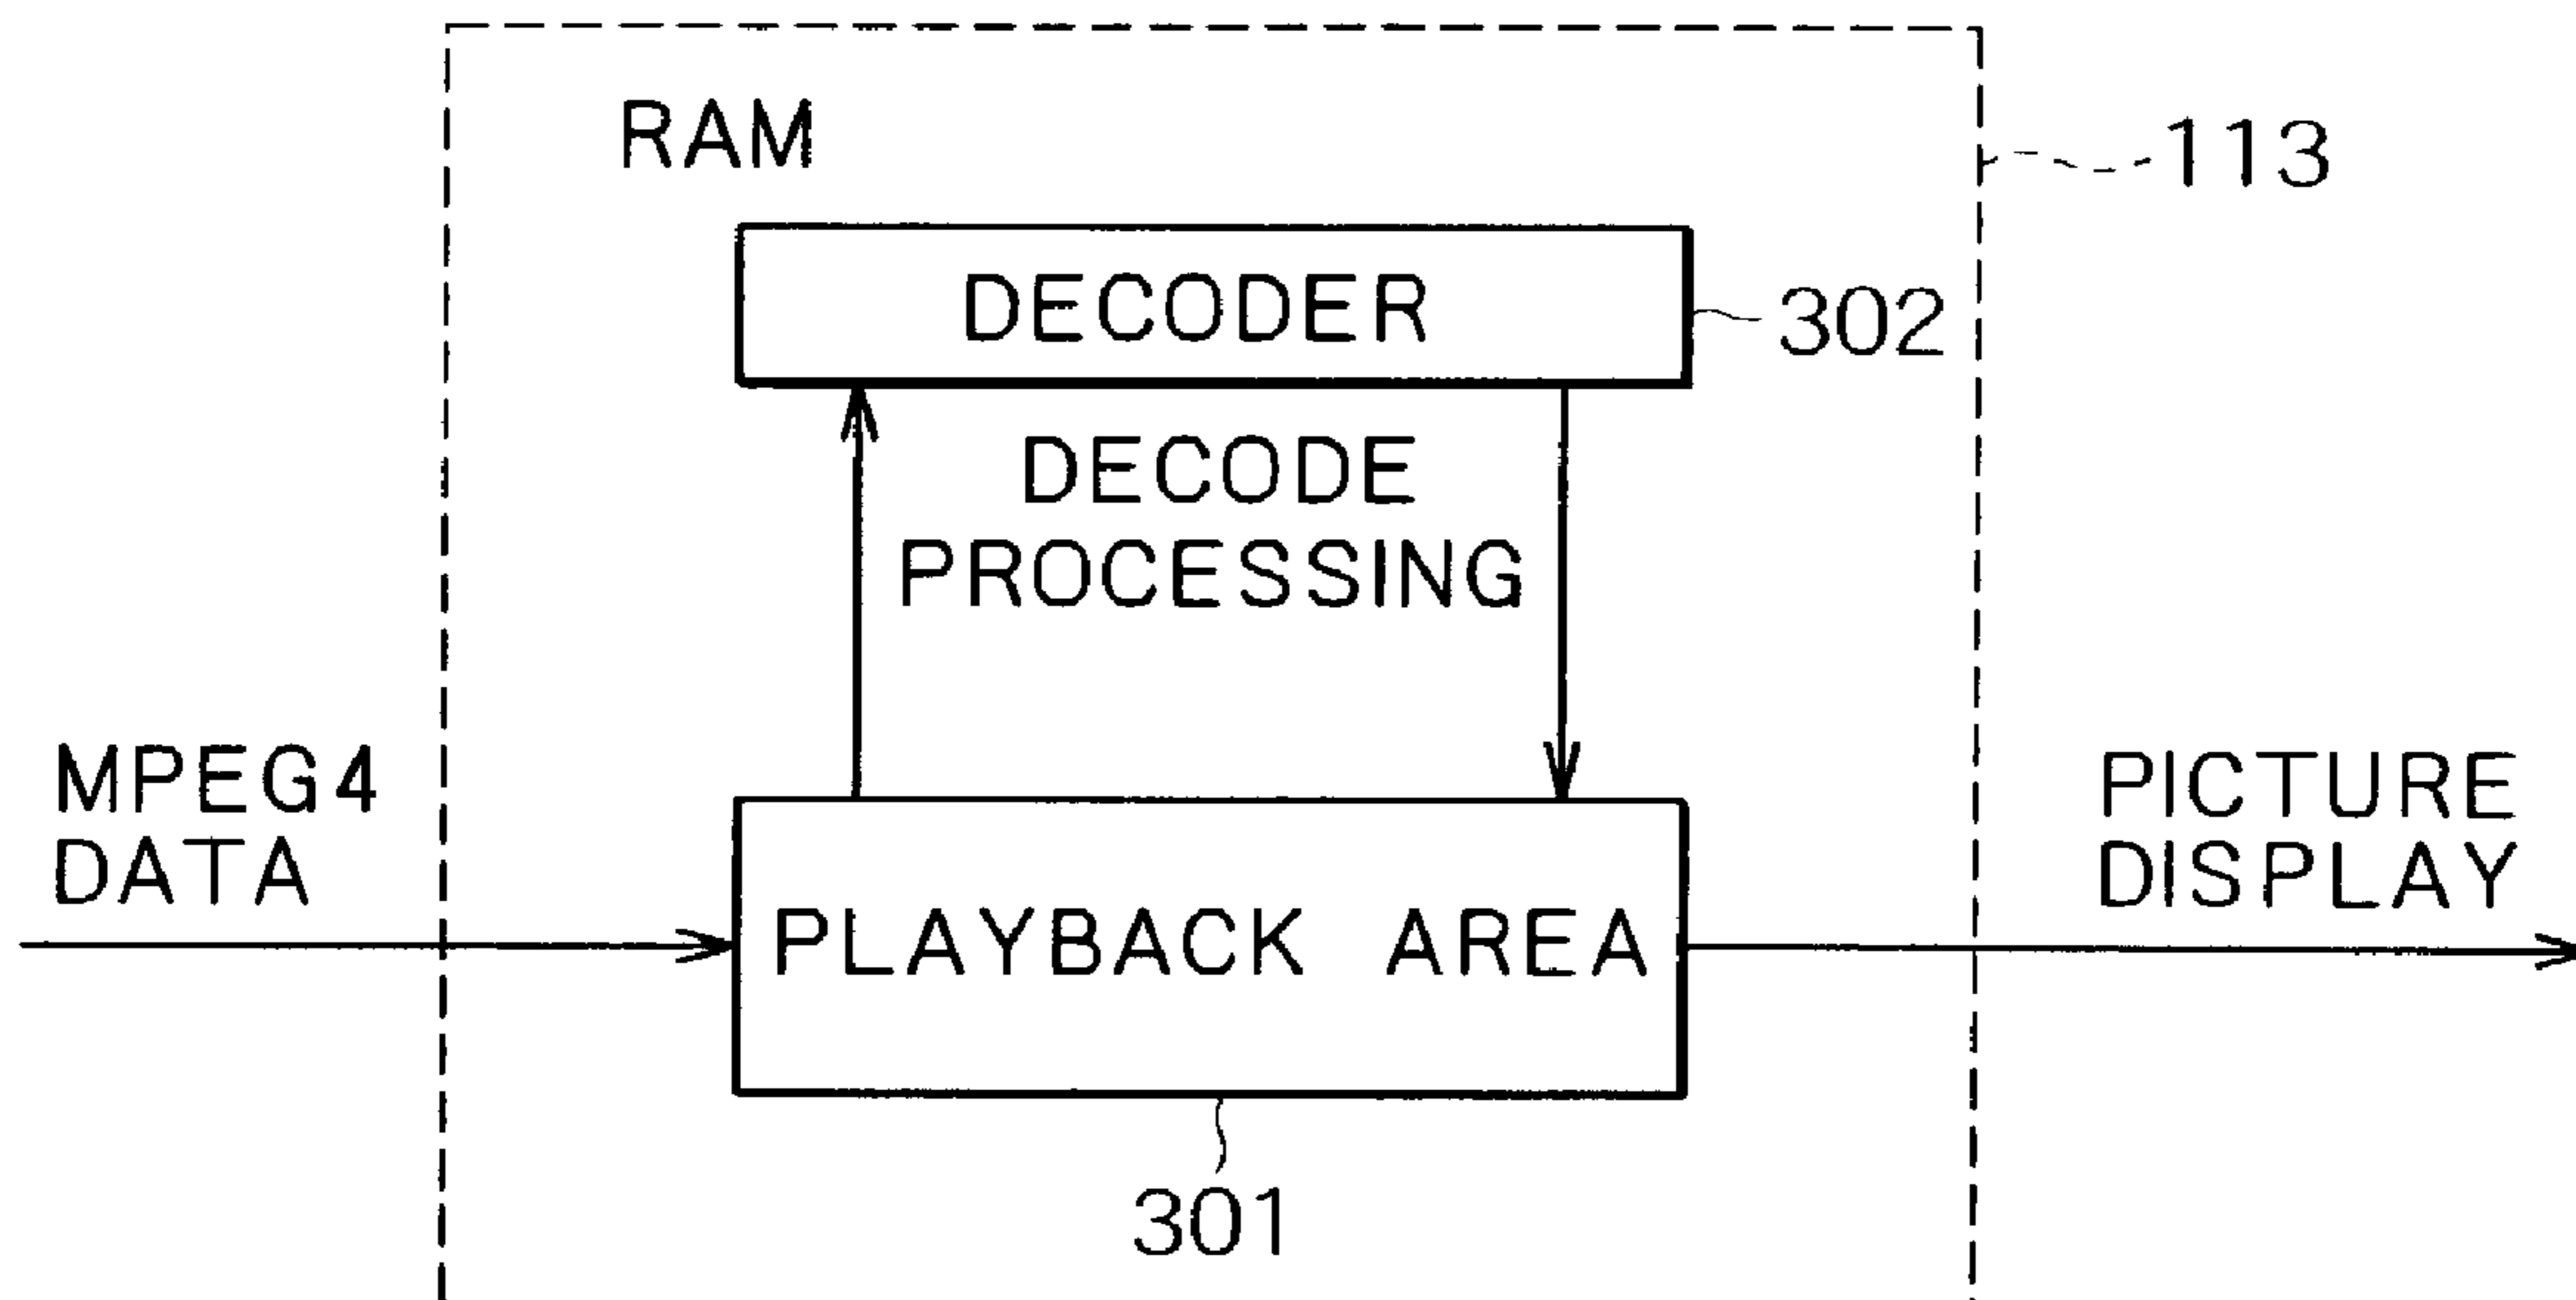 RAM
113
DECODER
302
DECODE
PROCESSING
MPEG4
DATA
PICTURE
DISPLAY
PLAYBACK AREA
301